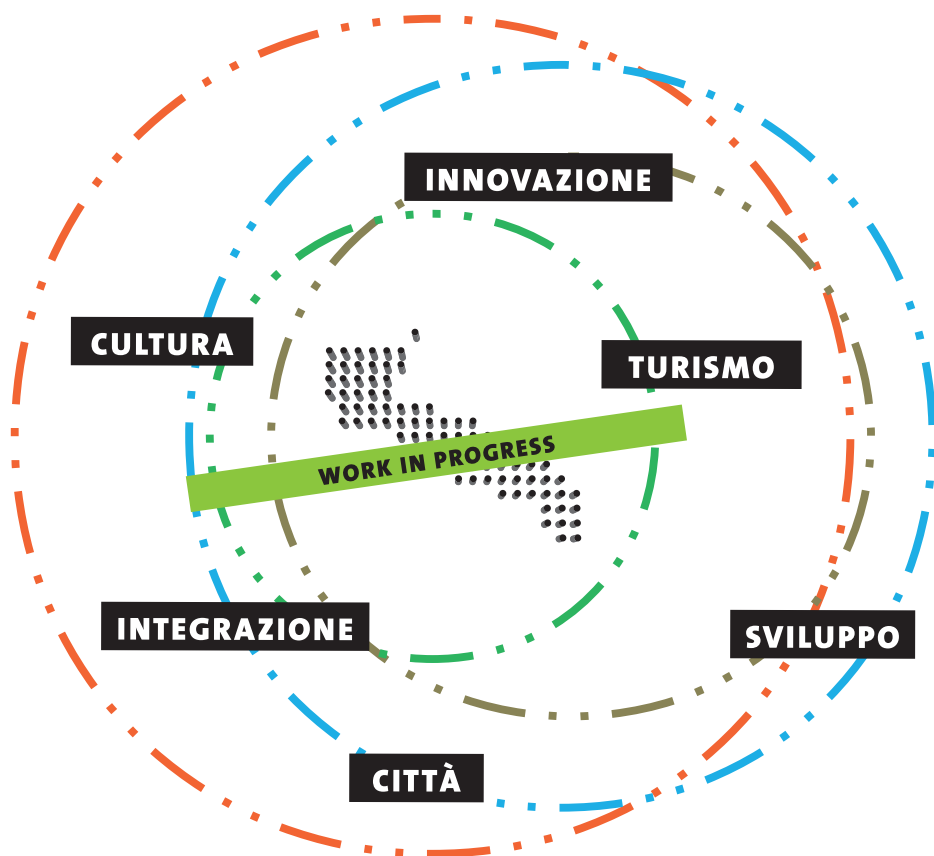 INNOVAZIONE
CULTURA
TURISMO
WORK IN PROGRESS
INTEGRAZIONE
SVILUPPO
CITTÀ